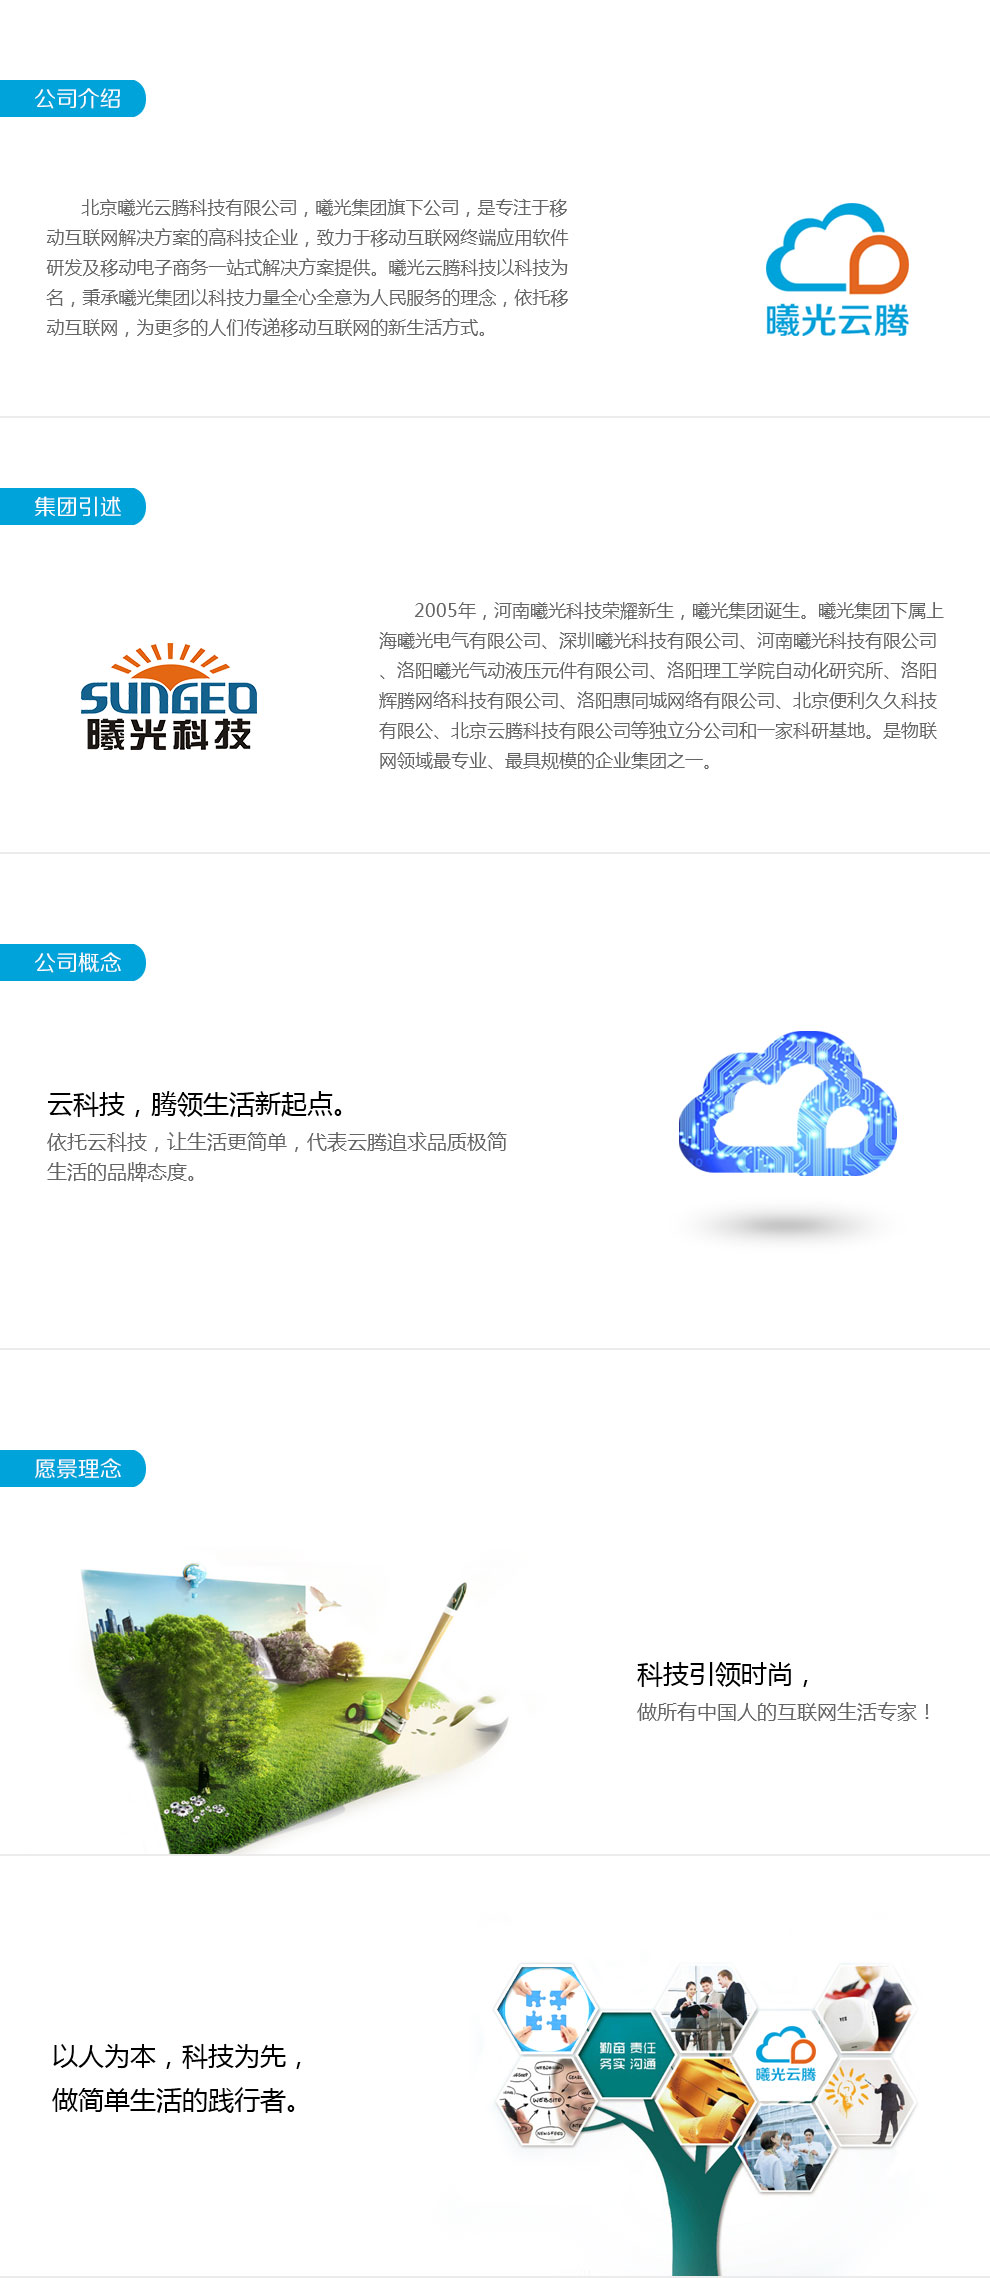 公司介绍
北京曦光云腾科技有限公司，曦光集团旗下公司，是专注于移
动互联网解决方案的高科技企业，致力于移动互联网终端应用软件
研发及移动电子商务一站式解决方案提供。曦光云腾科技以科技为
名，秉承曦光集团以科技力量全心全意为人民服务的理念，依托移
动互联网，为更多的人们传递移动互联网的新生活方式。
曦光云腾
集团引述
2005年，河南曦光科技荣耀新生，曦光集团诞生。曦光集团下属上
海曦光电气有限公司、深圳曦光科技有限公司、河南曦光科技有限公司
、洛阳曦光气动液压元件有限公司、洛阳理工学院自动化研究所、洛阳
辉腾网络科技有限公司、洛阳惠同城网络有限公司、北京便利久久科技
有限公、北京云腾科技有限公司等独立分公司和一家科研基地。是物联
网领域最专业、最具规模的企业集团之一。
SUNGEO
曦光科技
公司概念
云科技，腾领生活新起点。
依托云科技，让生活更简单，代表云腾追求品质极简
生活的品牌态度。
愿景理念
科技引领时尚，
做所有中国人的互联网生活专家！
以人为本，科技为先，
做简单生活的践行者。
勤奋 责任
务实 沟通
曦光云腾
WEBSITE
NEWSFEED